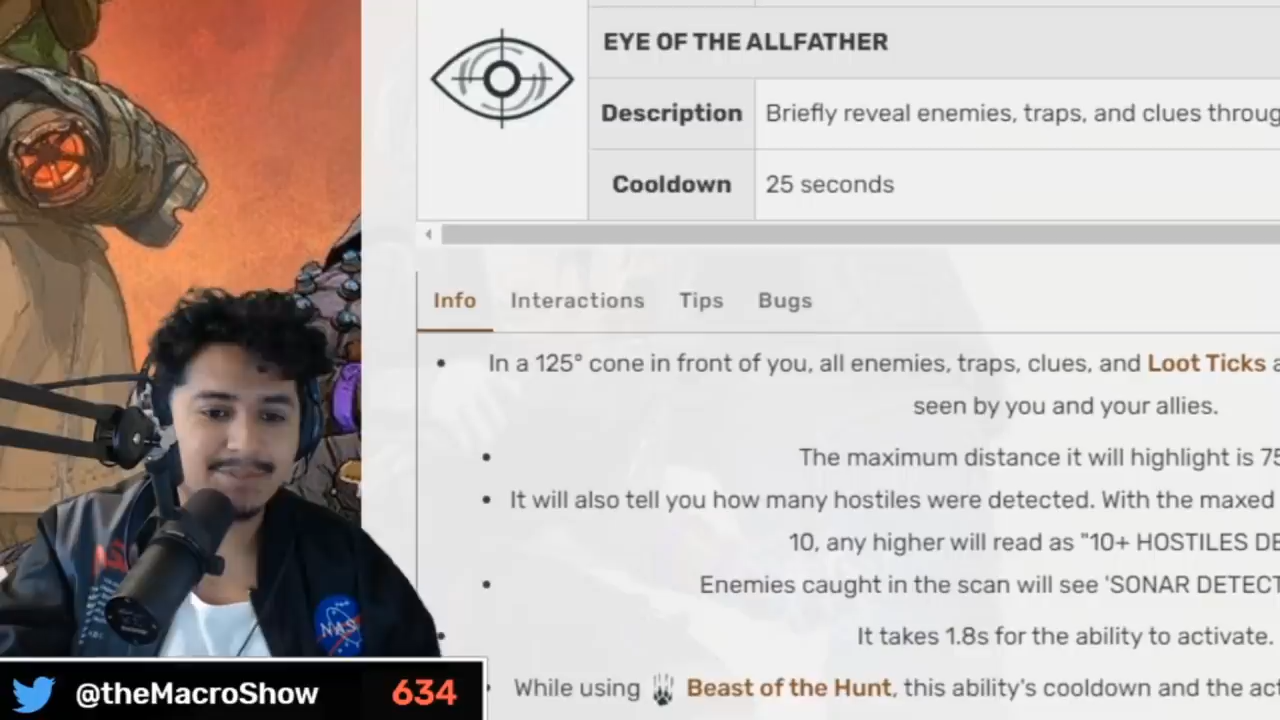 EYE OF THE ALLFATHER
Description Briefly reveal enemies, traps, and clues throug
Cooldown 25 seconds
Info Interactions Tips Bugs
In a 125° cone in front of you, all enemies, traps, clues, and Loot Ticks a
seen by you and your allies.
The maximum distance it will highlight is 75
It will also tell you how many hostiles were detected. With the maxed
10, any higher will read as "10+ HOSTILES DE
Enemies caught in the scan will see 'SONAR DETECT
It takes 1.8s for the ability to activate.
While using Beast of the Hunt, this ability's cooldown and the act
NASA
@theMacroShow 634